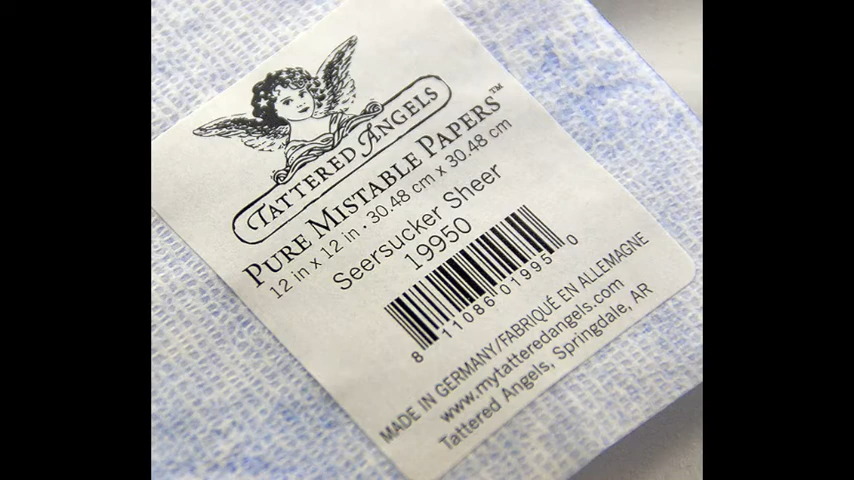 TATTERED ANGELS
PURE MISTABLE PAPERS™
12 in x 12 in · 30.48 cm x 30.48 cm
Seersucker Sheer
19950
8 11086 01995 0
MADE IN GERMANY/FABRIQUÉ EN ALLEMAGNE
www.mytatteredangels.com
Tattered Angels, Springdale, AR